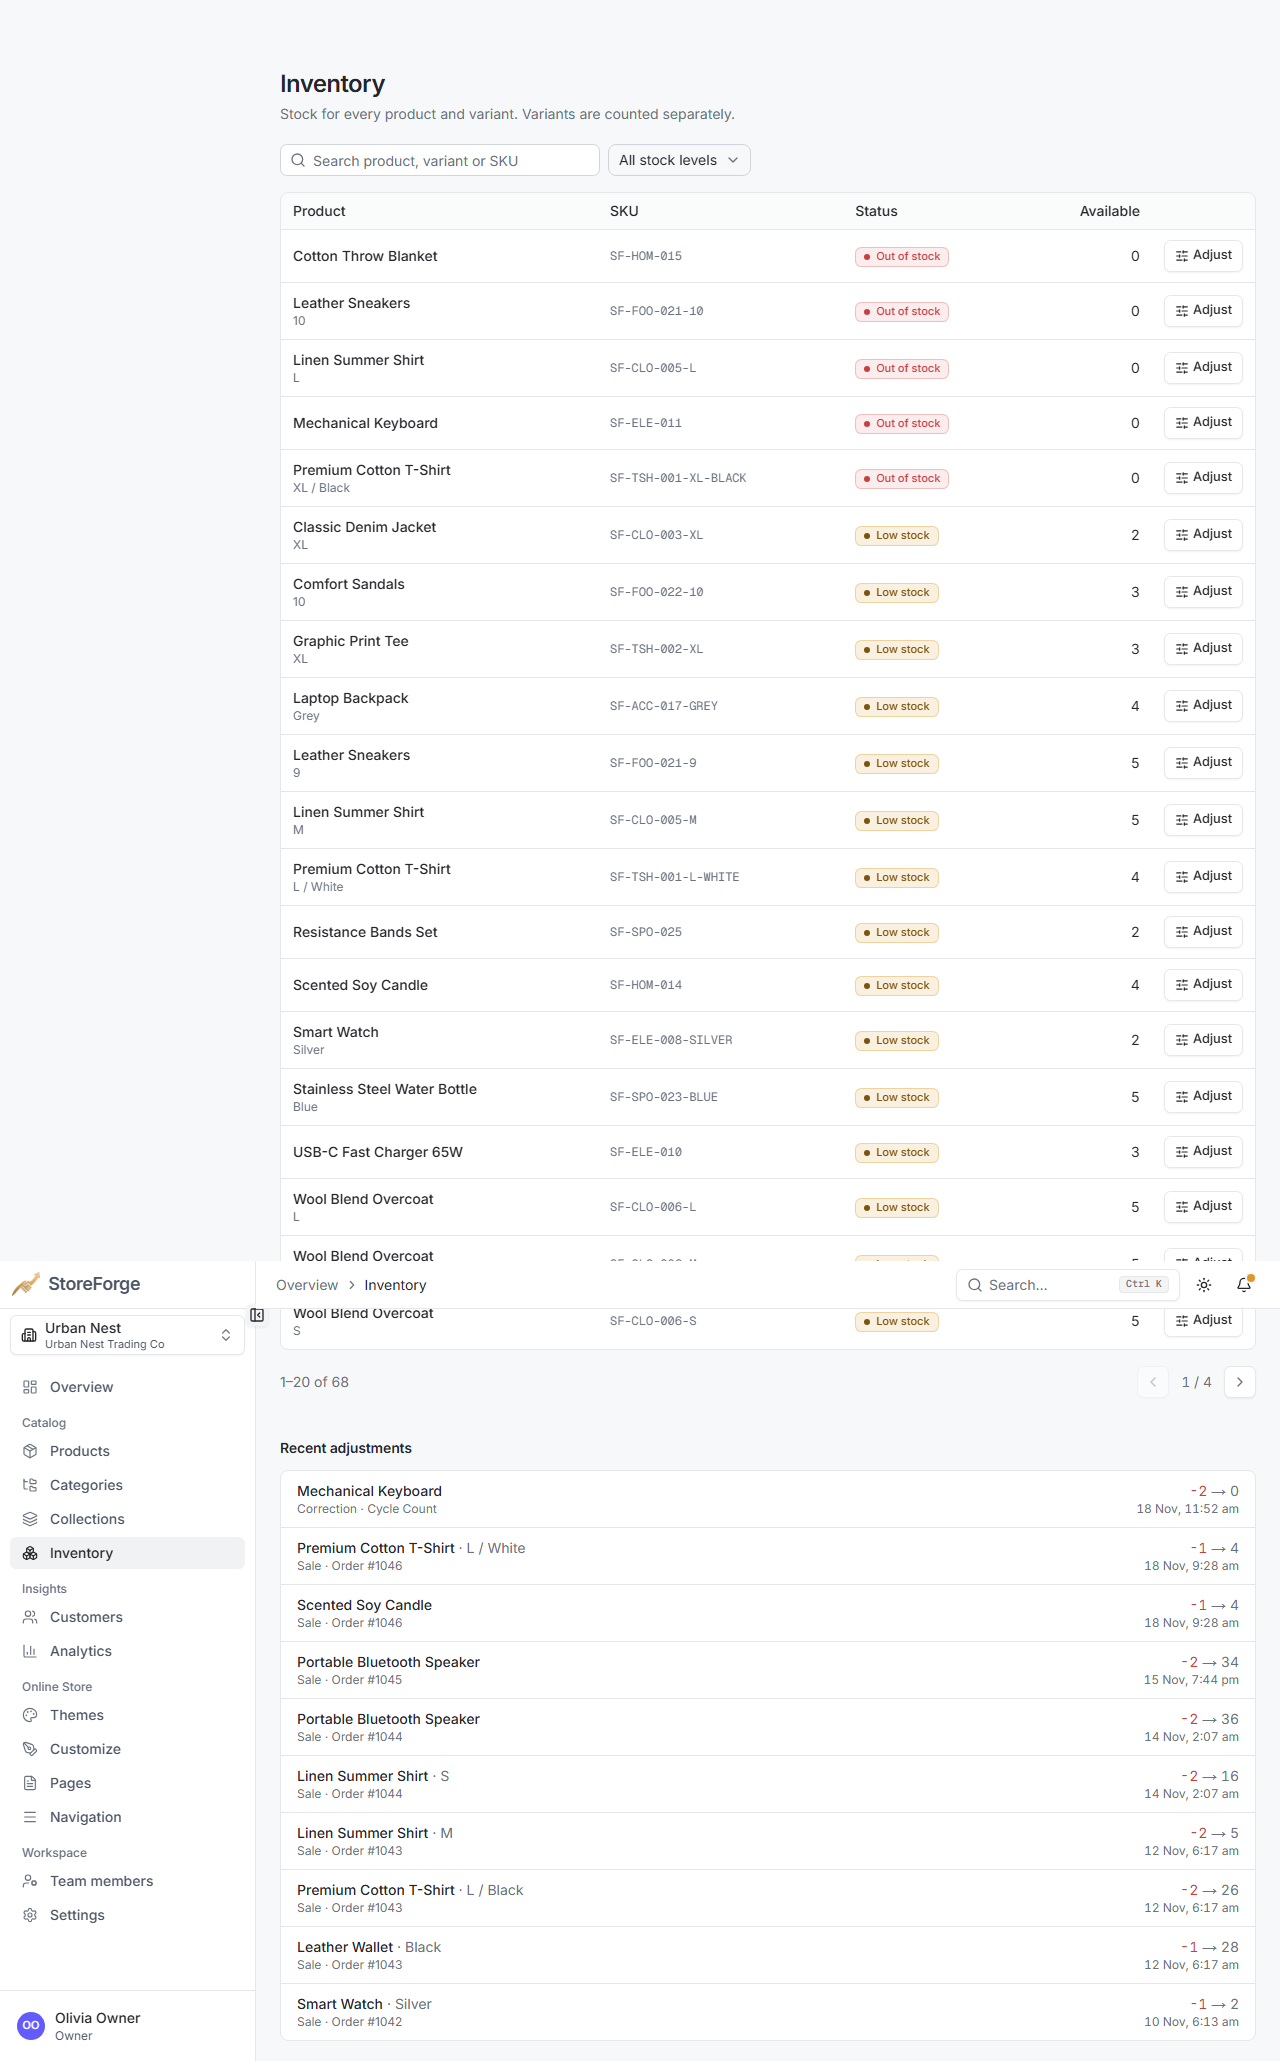 Inventory
Stock for every product and variant. Variants are counted separately.
Search product, variant or SKU
All stock levels
Product SKU Status Available
Cotton Throw Blanket SF-HOM-015 Out of stock 0 Adjust
Leather Sneakers
10 SF-FOO-021-10 Out of stock 0 Adjust
Linen Summer Shirt
L SF-CLO-005-L Out of stock 0 Adjust
Mechanical Keyboard SF-ELE-011 Out of stock 0 Adjust
Premium Cotton T-Shirt
XL / Black SF-TSH-001-XL-BLACK Out of stock 0 Adjust
Classic Denim Jacket
XL SF-CLO-003-XL Low stock 2 Adjust
Comfort Sandals
10 SF-FOO-022-10 Low stock 3 Adjust
Graphic Print Tee
XL SF-TSH-002-XL Low stock 3 Adjust
Laptop Backpack
Grey SF-ACC-017-GREY Low stock 4 Adjust
Leather Sneakers
9 SF-FOO-021-9 Low stock 5 Adjust
Linen Summer Shirt
M SF-CLO-005-M Low stock 5 Adjust
Premium Cotton T-Shirt
L / White SF-TSH-001-L-WHITE Low stock 4 Adjust
Resistance Bands Set SF-SPO-025 Low stock 2 Adjust
Scented Soy Candle SF-HOM-014 Low stock 4 Adjust
Smart Watch
Silver SF-ELE-008-SILVER Low stock 2 Adjust
Stainless Steel Water Bottle
Blue SF-SPO-023-BLUE Low stock 5 Adjust
USB-C Fast Charger 65W SF-ELE-010 Low stock 3 Adjust
Wool Blend Overcoat
L SF-CLO-006-L Low stock 5 Adjust
Wool Blend Overcoat
StoreForge
Overview > Inventory
Search... Ctrl K
Wool Blend Overcoat
S SF-CLO-006-S Low stock 5 Adjust
1–20 of 68
1 / 4
Urban Nest
Urban Nest Trading Co
Overview
Catalog
Products
Categories
Collections
Inventory
Insights
Customers
Analytics
Online Store
Themes
Customize
Pages
Navigation
Workspace
Team members
Settings
OO
Olivia Owner
Owner
Recent adjustments
Mechanical Keyboard -2 → 0
Correction · Cycle Count 18 Nov, 11:52 am
Premium Cotton T-Shirt · L / White -1 → 4
Sale · Order #1046 18 Nov, 9:28 am
Scented Soy Candle -1 → 4
Sale · Order #1046 18 Nov, 9:28 am
Portable Bluetooth Speaker -2 → 34
Sale · Order #1045 15 Nov, 7:44 pm
Portable Bluetooth Speaker -2 → 36
Sale · Order #1044 14 Nov, 2:07 am
Linen Summer Shirt · S -2 → 16
Sale · Order #1044 14 Nov, 2:07 am
Linen Summer Shirt · M -2 → 5
Sale · Order #1043 12 Nov, 6:17 am
Premium Cotton T-Shirt · L / Black -2 → 26
Sale · Order #1043 12 Nov, 6:17 am
Leather Wallet · Black -1 → 28
Sale · Order #1043 12 Nov, 6:17 am
Smart Watch · Silver -1 → 2
Sale · Order #1042 10 Nov, 6:13 am